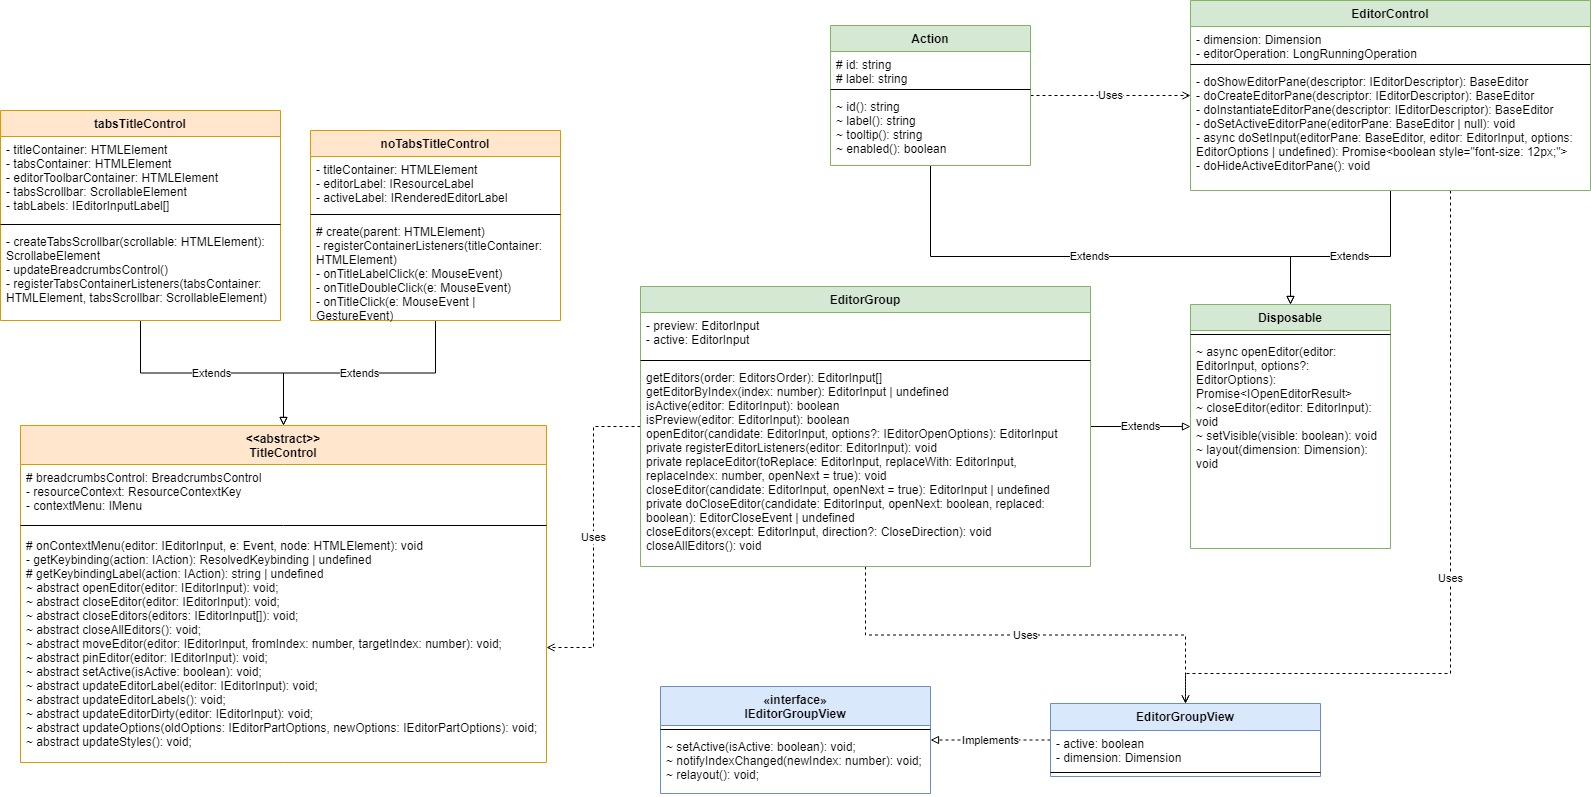 EditorControl
- dimension: Dimension
- editorOperation: LongRunningOperation
- doShowEditorPane(descriptor: IEditorDescriptor): BaseEditor
- doCreateEditorPane(descriptor: IEditorDescriptor): BaseEditor
- doInstantiateEditorPane(descriptor: IEditorDescriptor): BaseEditor
- doSetActiveEditorPane(editorPane: BaseEditor | null): void
- async doSetInput(editorPane: BaseEditor, editor: EditorInput, options:
EditorOptions | undefined): Promise<boolean style="font-size: 12px;">
- doHideActiveEditorPane(): void
Action
# id: string
# label: string
~ id(): string
~ label(): string
~ tooltip(): string
~ enabled(): boolean
Uses
tabsTitleControl
- titleContainer: HTMLElement
- tabsContainer: HTMLElement
- editorToolbarContainer: HTMLElement
- tabsScrollbar: ScrollableElement
- tabLabels: IEditorInputLabel[]
- createTabsScrollbar(scrollable: HTMLElement):
ScrollabeElement
- updateBreadcrumbsControl()
- registerTabsContainerListeners(tabsContainer:
HTMLElement, tabsScrollbar: ScrollableElement)
noTabsTitleControl
- titleContainer: HTMLElement
- editorLabel: IResourceLabel
- activeLabel: IRenderedEditorLabel
# create(parent: HTMLElement)
- registerContainerListeners(titleContainer:
HTMLElement)
- onTitleLabelClick(e: MouseEvent)
- onTitleDoubleClick(e: MouseEvent)
- onTitleClick(e: MouseEvent |
GestureEvent)
Extends
Extends
EditorGroup
- preview: EditorInput
- active: EditorInput
getEditors(order: EditorsOrder): EditorInput[]
getEditorByIndex(index: number): EditorInput | undefined
isActive(editor: EditorInput): boolean
isPreview(editor: EditorInput): boolean
openEditor(candidate: EditorInput, options?: IEditorOpenOptions): EditorInput
private registerEditorListeners(editor: EditorInput): void
private replaceEditor(toReplace: EditorInput, replaceWith: EditorInput,
replaceIndex: number, openNext = true): void
closeEditor(candidate: EditorInput, openNext = true): EditorInput | undefined
private doCloseEditor(candidate: EditorInput, openNext: boolean, replaced:
boolean): EditorCloseEvent | undefined
closeEditors(except: EditorInput, direction?: CloseDirection): void
closeAllEditors(): void
Extends
Disposable
~ async openEditor(editor:
EditorInput, options?:
EditorOptions):
Promise<IOpenEditorResult>
~ closeEditor(editor: EditorInput):
void
~ setVisible(visible: boolean): void
~ layout(dimension: Dimension):
void
Extends
Extends
<<abstract>>
TitleControl
# breadcrumbsControl: BreadcrumbsControl
- resourceContext: ResourceContextKey
- contextMenu: IMenu
# onContextMenu(editor: IEditorInput, e: Event, node: HTMLElement): void
- getKeybinding(action: IAction): ResolvedKeybinding | undefined
# getKeybindingLabel(action: IAction): string | undefined
~ abstract openEditor(editor: IEditorInput): void;
~ abstract closeEditor(editor: IEditorInput): void;
~ abstract closeEditors(editors: IEditorInput[]): void;
~ abstract closeAllEditors(): void;
~ abstract moveEditor(editor: IEditorInput, fromIndex: number, targetIndex: number): void;
~ abstract pinEditor(editor: IEditorInput): void;
~ abstract setActive(isActive: boolean): void;
~ abstract updateEditorLabel(editor: IEditorInput): void;
~ abstract updateEditorLabels(): void;
~ abstract updateEditorDirty(editor: IEditorInput): void;
~ abstract updateOptions(oldOptions: IEditorPartOptions, newOptions: IEditorPartOptions): void;
~ abstract updateStyles(): void;
Uses
Uses
Uses
«interface»
IEditorGroupView
~ setActive(isActive: boolean): void;
~ notifyIndexChanged(newIndex: number): void;
~ relayout(): void;
Implements
EditorGroupView
- active: boolean
- dimension: Dimension